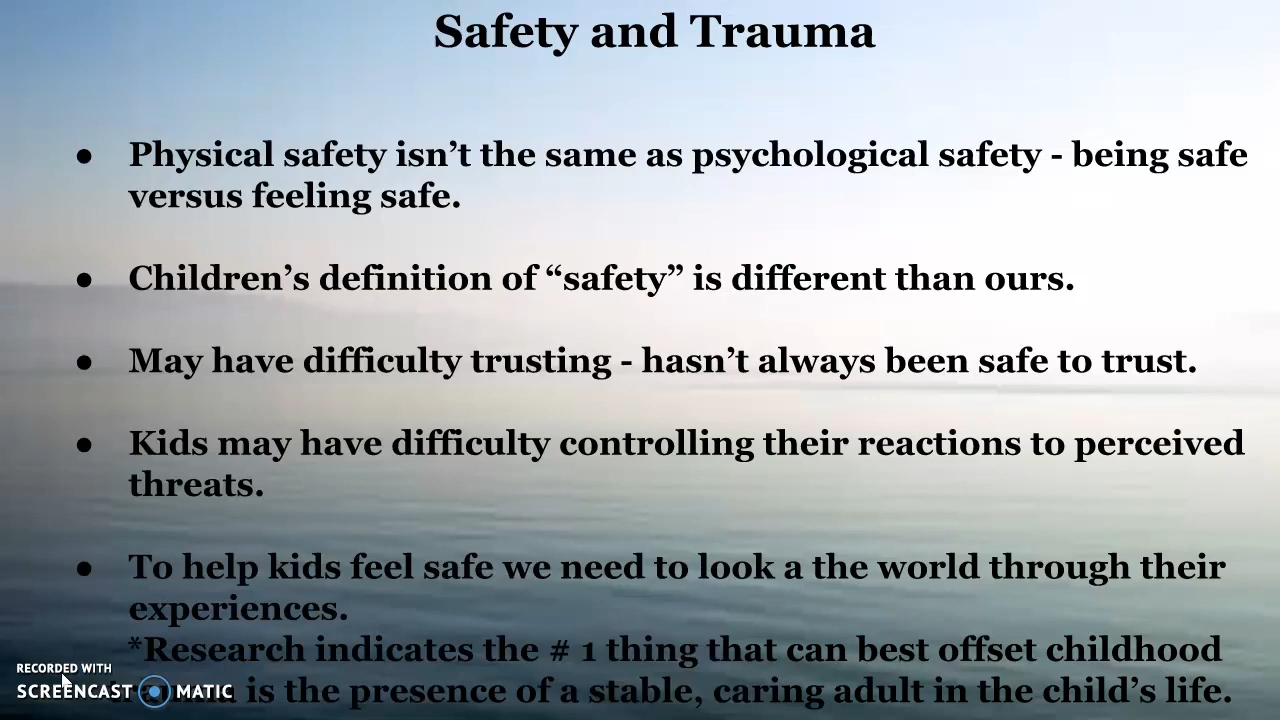 Safety and Trauma
● Physical safety isn’t the same as psychological safety - being safe
versus feeling safe.
● Children’s definition of “safety” is different than ours.
● May have difficulty trusting - hasn’t always been safe to trust.
● Kids may have difficulty controlling their reactions to perceived
threats.
● To help kids feel safe we need to look a the world through their
experiences.
*Research indicates the # 1 thing that can best offset childhood
is the presence of a stable, caring adult in the child’s life.
RECORDED WITH
SCREENCAST MATIC